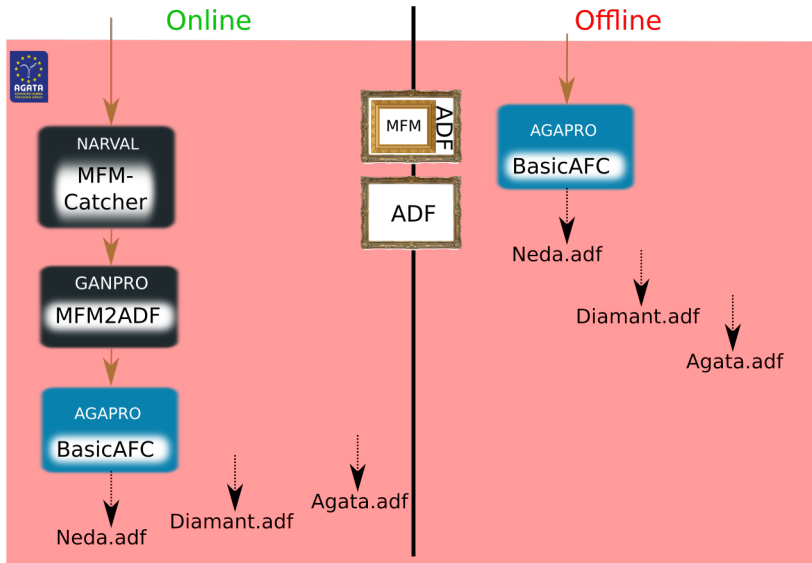 Online
Offline
AGATA
NARVAL
MFM-
Catcher
GANPRO
MFM2ADF
AGAPRO
BasicAFC
Neda.adf
Diamant.adf
Agata.adf
MFM
ADF
ADF
AGAPRO
BasicAFC
Neda.adf
Diamant.adf
Agata.adf